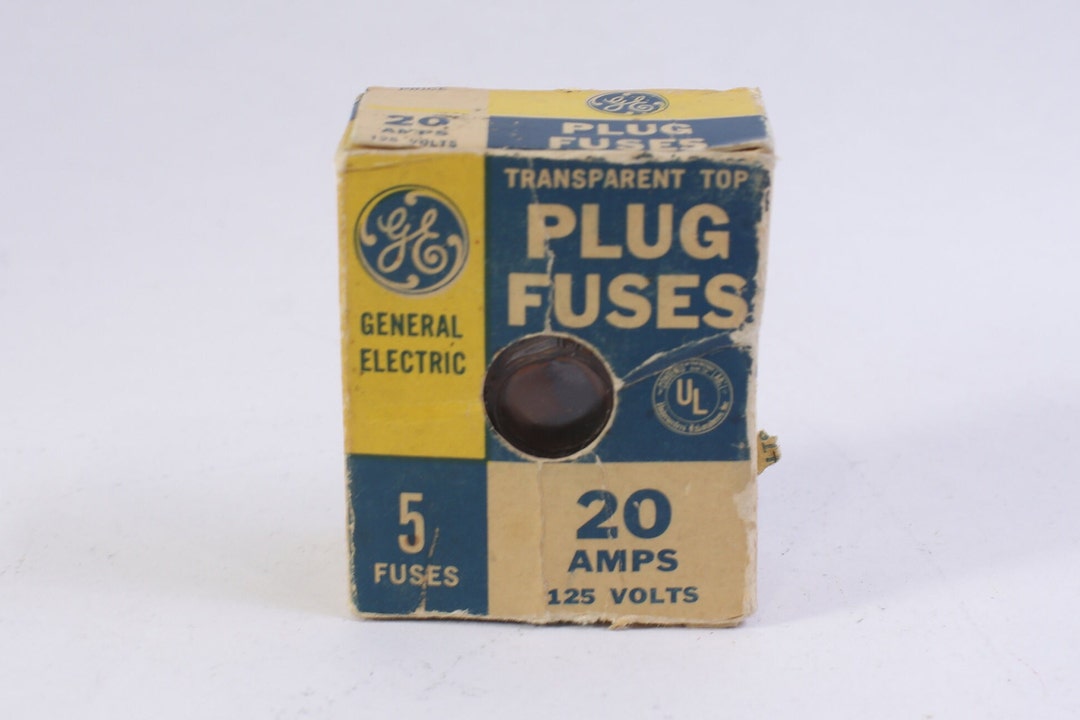 20
AMPS
125 VOLTS
GE
PLUG
FUSES
GE
GENERAL
ELECTRIC
TRANSPARENT TOP
PLUG
FUSES
UL
5
FUSES
20
AMPS
125 VOLTS